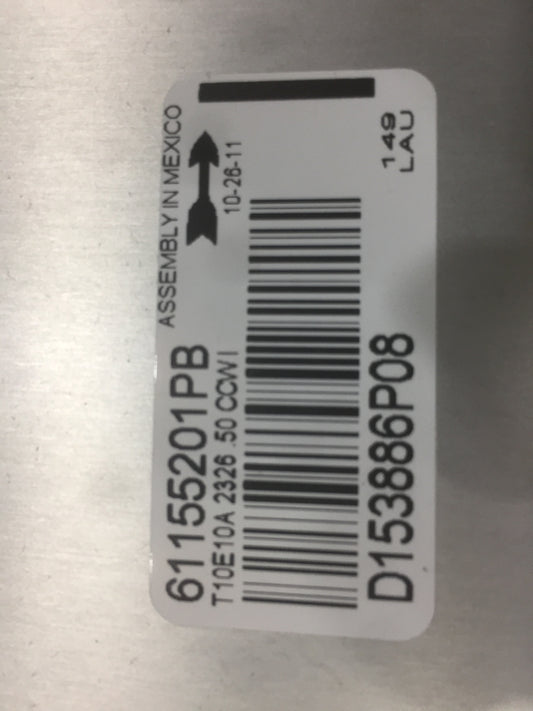 61155201PB ASSEMBLY IN MEXICO
T10E10A 2326 .50 CCW I 10-26-11
D153886P08
149
LAU